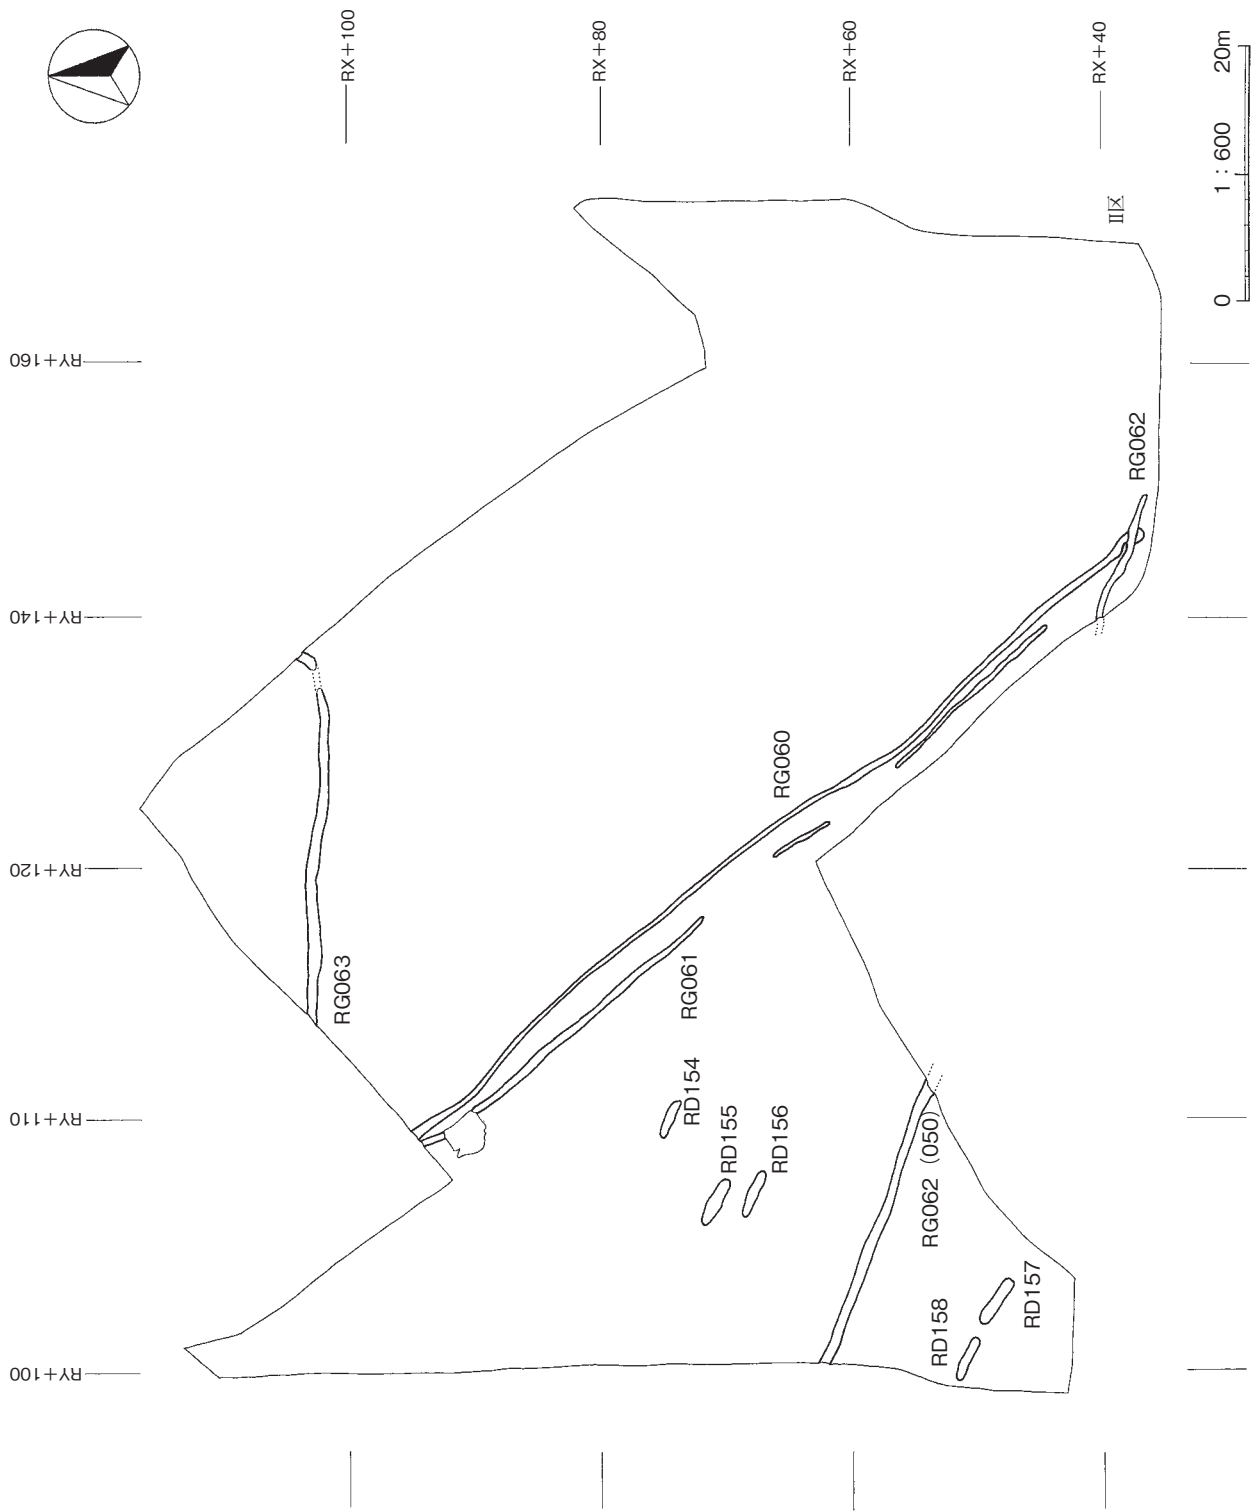 RX+100
RX+80
RX+60
RX+40
RY+160
RY+140
RY+120
RY+110
RY+100
RG063
RG060
RG061
RG062
RD154
RD155
RD156
RG062 (050)
RD158
RD157
II区
0 1：600 20m